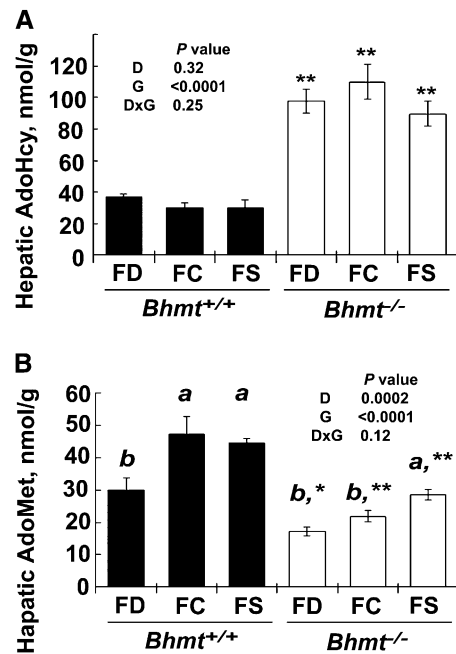 A
Hepatic AdoHcy, nmol/g
P value
D 0.32
G <0.0001
DxG 0.25
120
100
80
60
40
20
0
** ** **
FD FC FS FD FC FS
Bhmt+/+ Bhmt-/-
B
Hapatic AdoMet, nmol/g
P value
D 0.0002
G <0.0001
DxG 0.12
60
50
40
30
20
10
0
b a a b,* b,** a,**
FD FC FS FD FC FS
Bhmt+/+ Bhmt-/-